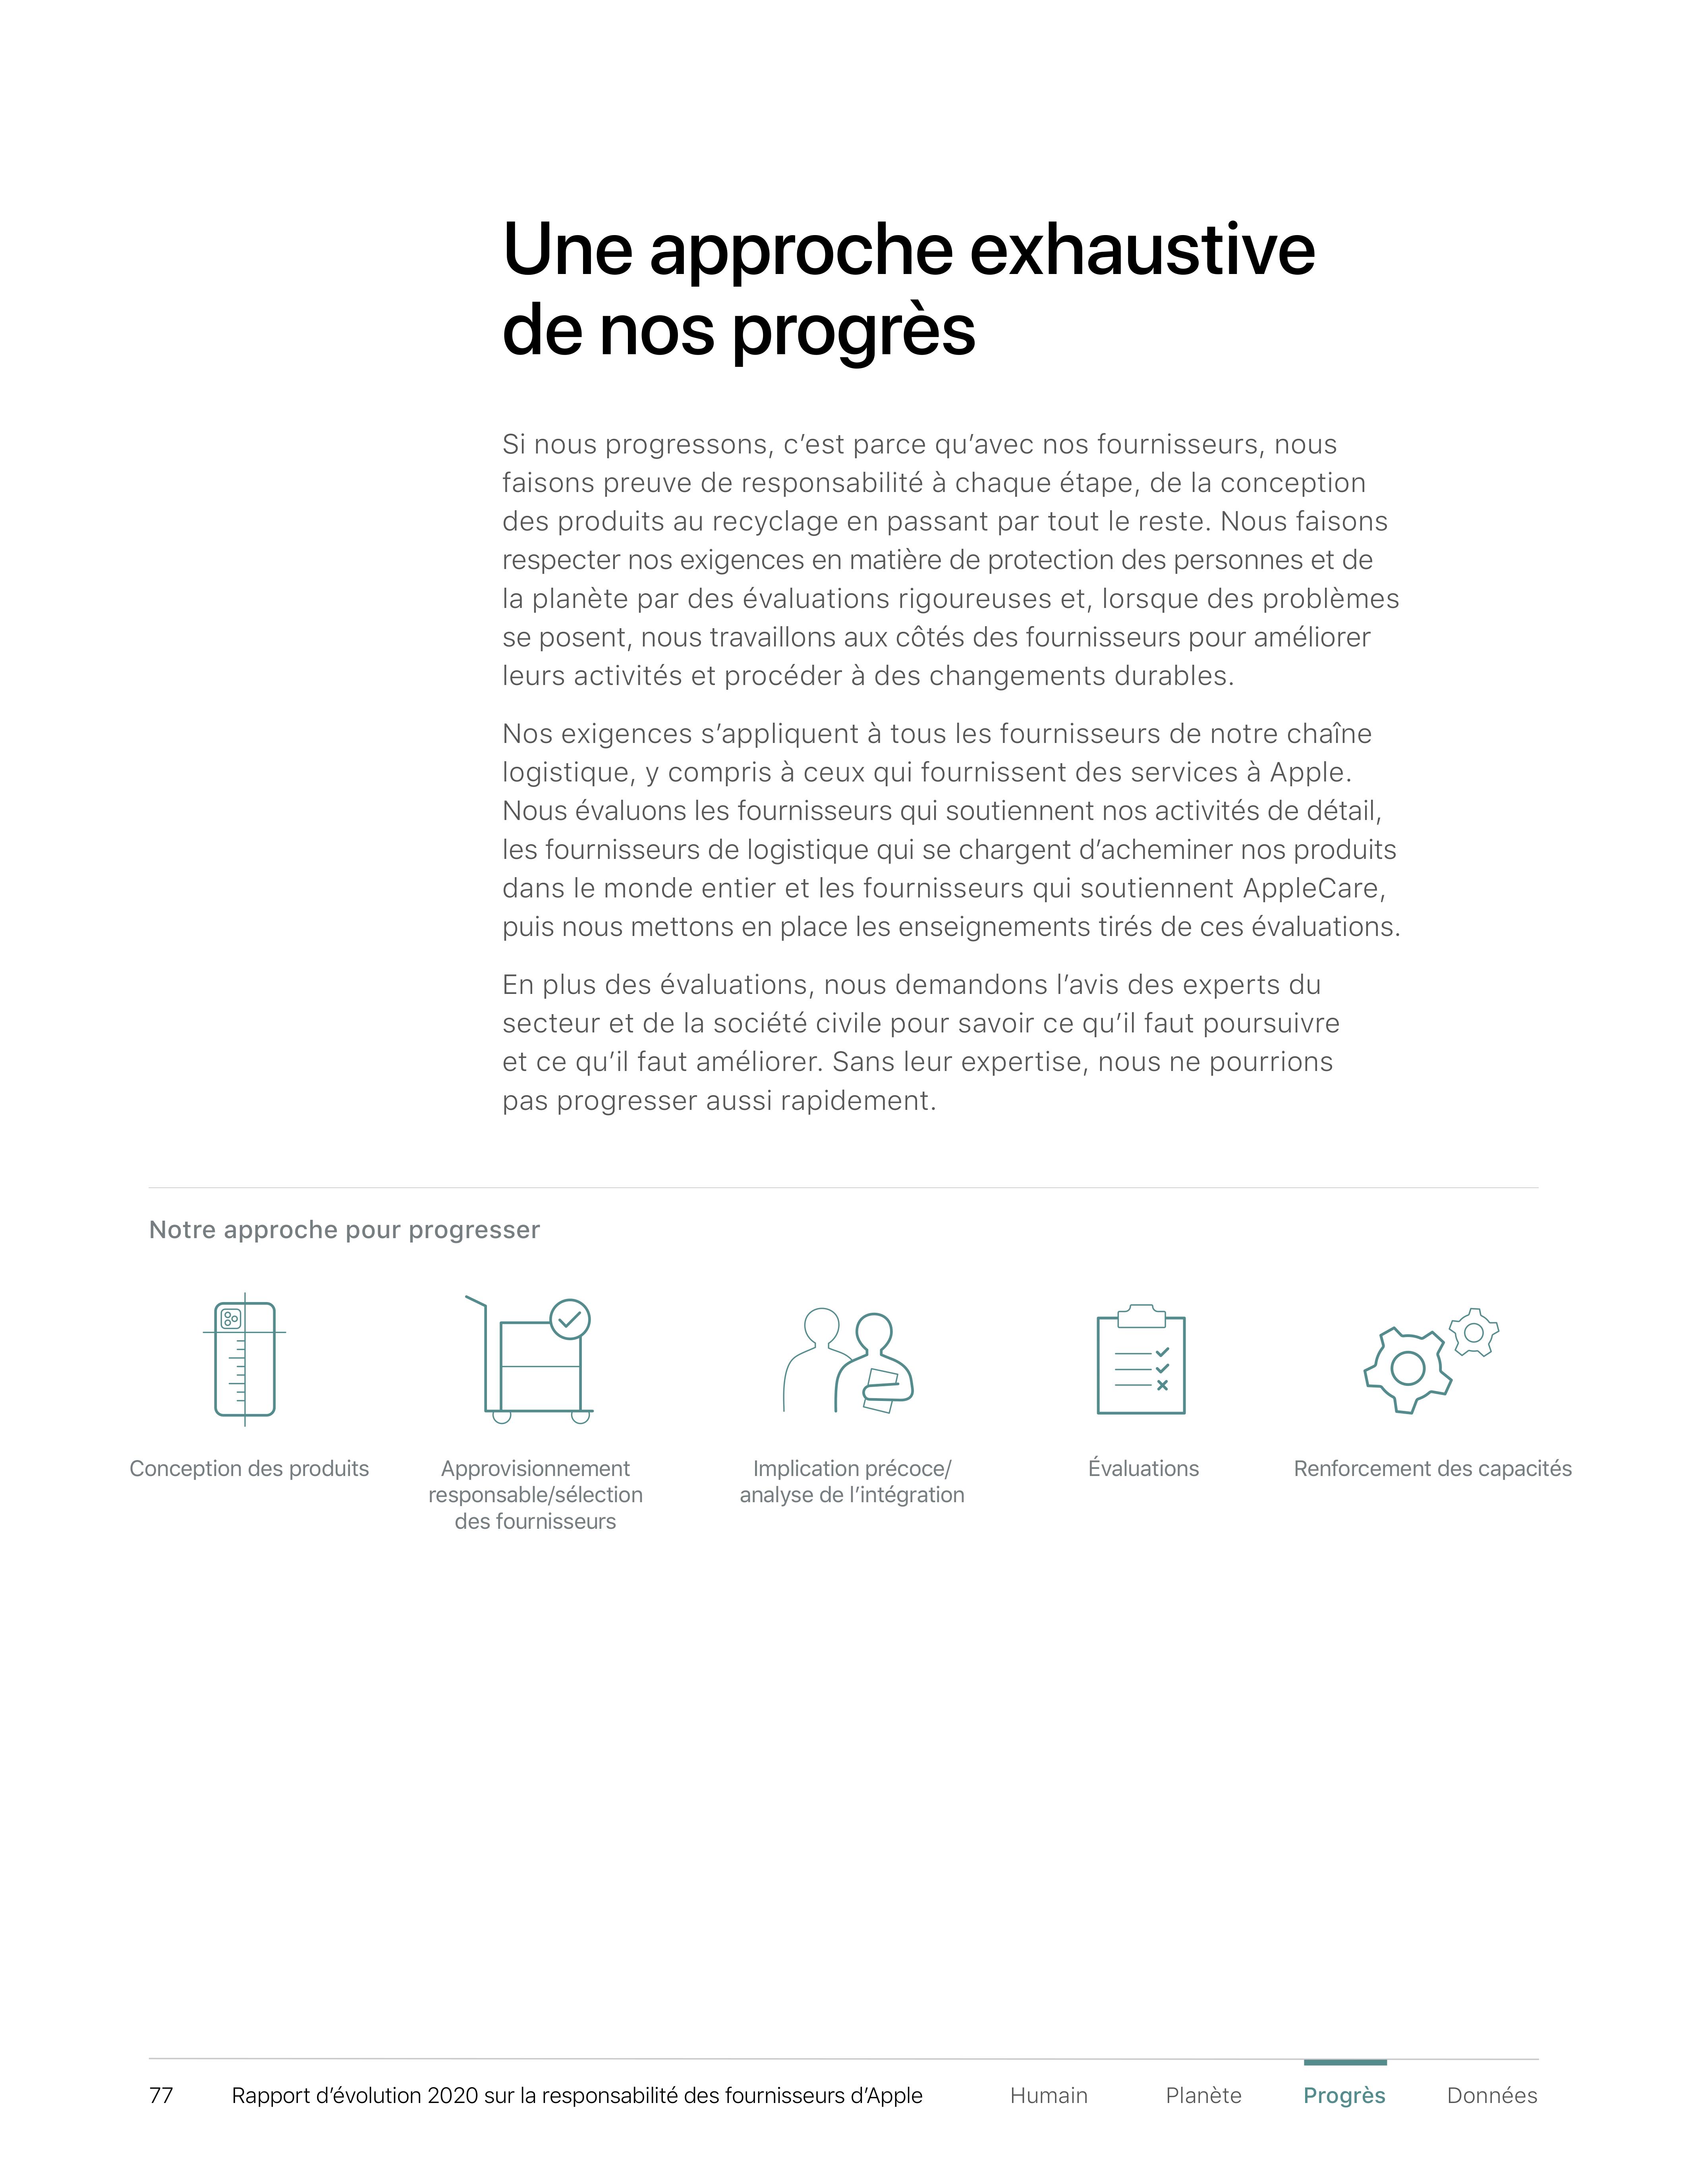 Une approche exhaustive
de nos progrès
Si nous progressons, c’est parce qu’avec nos fournisseurs, nous
faisons preuve de responsabilité à chaque étape, de la conception
des produits au recyclage en passant par tout le reste. Nous faisons
respecter nos exigences en matière de protection des personnes et de
la planète par des évaluations rigoureuses et, lorsque des problèmes
se posent, nous travaillons aux côtés des fournisseurs pour améliorer
leurs activités et procéder à des changements durables.
Nos exigences s’appliquent à tous les fournisseurs de notre chaîne
logistique, y compris à ceux qui fournissent des services à Apple.
Nous évaluons les fournisseurs qui soutiennent nos activités de détail,
les fournisseurs de logistique qui se chargent d’acheminer nos produits
dans le monde entier et les fournisseurs qui soutiennent AppleCare,
puis nous mettons en place les enseignements tirés de ces évaluations.
En plus des évaluations, nous demandons l’avis des experts du
secteur et de la société civile pour savoir ce qu’il faut poursuivre
et ce qu’il faut améliorer. Sans leur expertise, nous ne pourrions
pas progresser aussi rapidement.
Notre approche pour progresser
Conception des produits
Approvisionnement
responsable/sélection
des fournisseurs
Implication précoce/
analyse de l’intégration
Évaluations
Renforcement des capacités
77 Rapport d’évolution 2020 sur la responsabilité des fournisseurs d’Apple Humain Planète Progrès Données